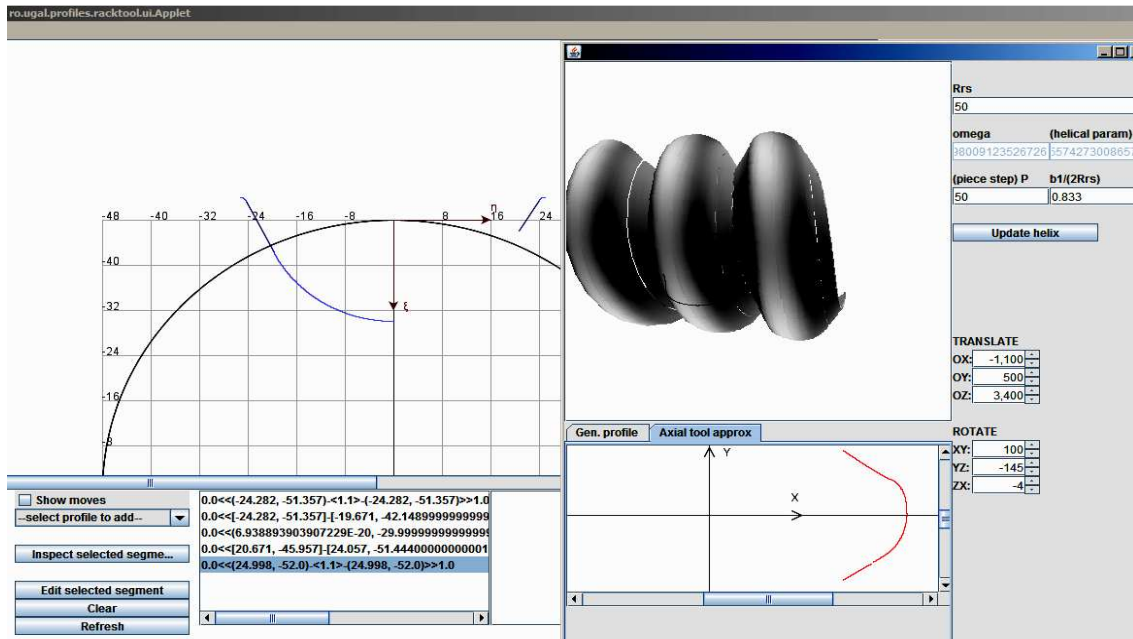 ro.ugal.profiles.racktool.ui.Applet
-48 -40 -32 -24 -16 -8 8 16 24
η
-40
-32
ξ
-24
-16
-8
Show moves
--select profile to add--
Inspect selected segme...
Edit selected segment
Clear
Refresh
0.0<<(-24.282, -51.357)-<1.1>-(-24.282, -51.357)>>1.0
0.0<<[-24.282, -51.357]-[-19.671, -42.1489999999999
0.0<<(6.938893903907229E-20, -29.9999999999999
0.0<<[20.671, -45.957]-[24.057, -51.44400000000001
0.0<<(24.998, -52.0)-<1.1>-(24.998, -52.0)>>1.0
Gen. profile
Axial tool approx
Y
X
Rrs
50
omega (helical param)
98009123526726 5574273008657
(piece step) P b1/(2Rrs)
50 0.833
Update helix
TRANSLATE
OX: -1,100
OY: 500
OZ: 3,400
ROTATE
XY: 100
YZ: -145
ZX: -4